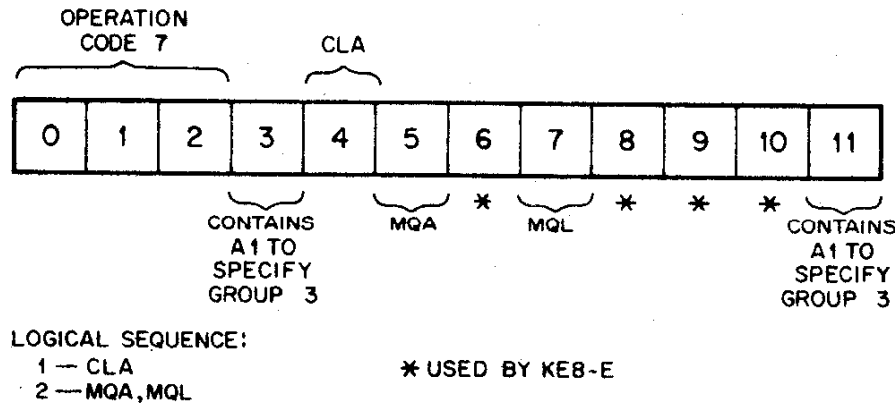 OPERATION
CODE 7
CLA
0 1 2 3 4 5 6 7 8 9 10 11
CONTAINS
A 1 TO
SPECIFY
GROUP 3
MQA
*
MQL
*
*
*
CONTAINS
A 1 TO
SPECIFY
GROUP 3
LOGICAL SEQUENCE:
1 — CLA
2 — MQA, MQL
* USED BY KE8-E